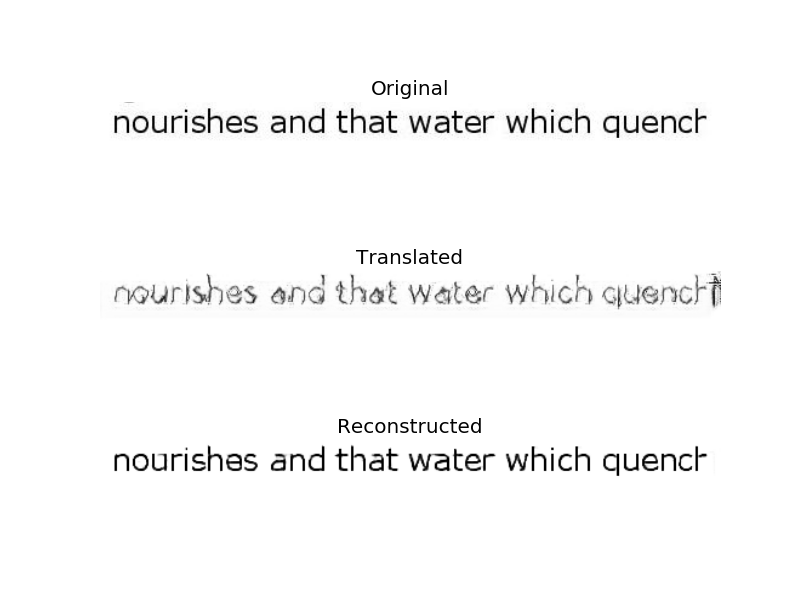 Original
nourishes and that water which quench
Translated
nourishes and that water which quench
Reconstructed
nourishes and that water which quench